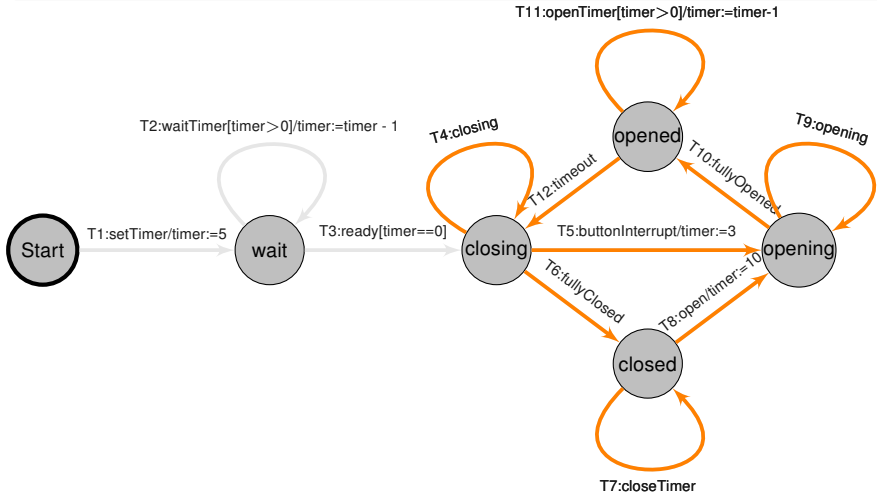 T11:openTimer[timer>0]/timer:=timer-1
opened
T2:waitTimer[timer>0]/timer:=timer - 1
T4:closing
T9:opening
T12:timeout
T10:fullyOpened
Start
T1:setTimer/timer:=5
wait
T3:ready[timer==0]
closing
T5:buttonInterrupt/timer:=3
opening
T6:fullyClosed
T8:open/timer:=10
closed
T7:closeTimer